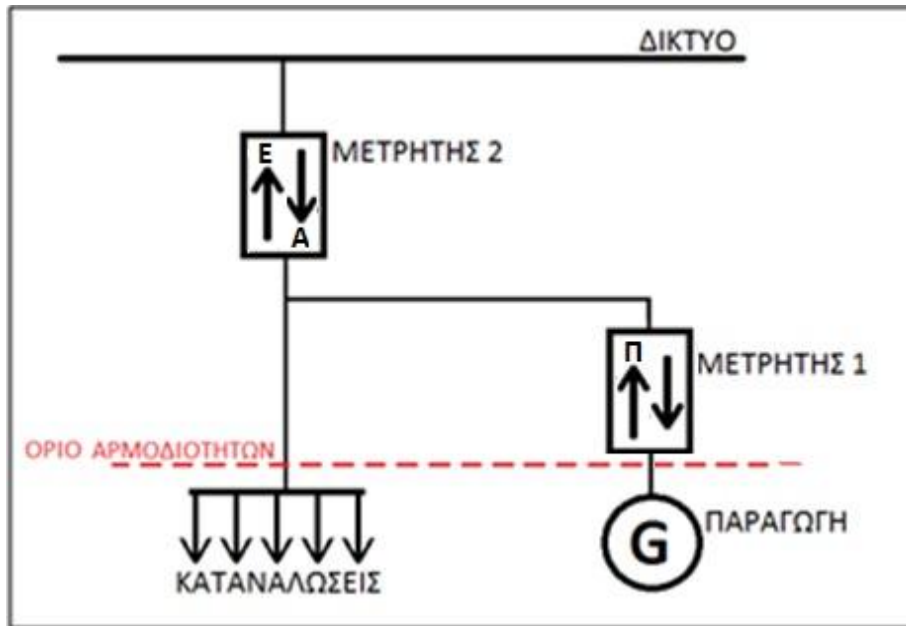 ΔΙΚΤΥΟ
Ε
ΜΕΤΡΗΤΗΣ 2
Α
Π
ΜΕΤΡΗΤΗΣ 1
ΟΡΙΟ ΑΡΜΟΔΙΟΤΗΤΩΝ
G
ΠΑΡΑΓΩΓΗ
ΚΑΤΑΝΑΛΩΣΕΙΣ